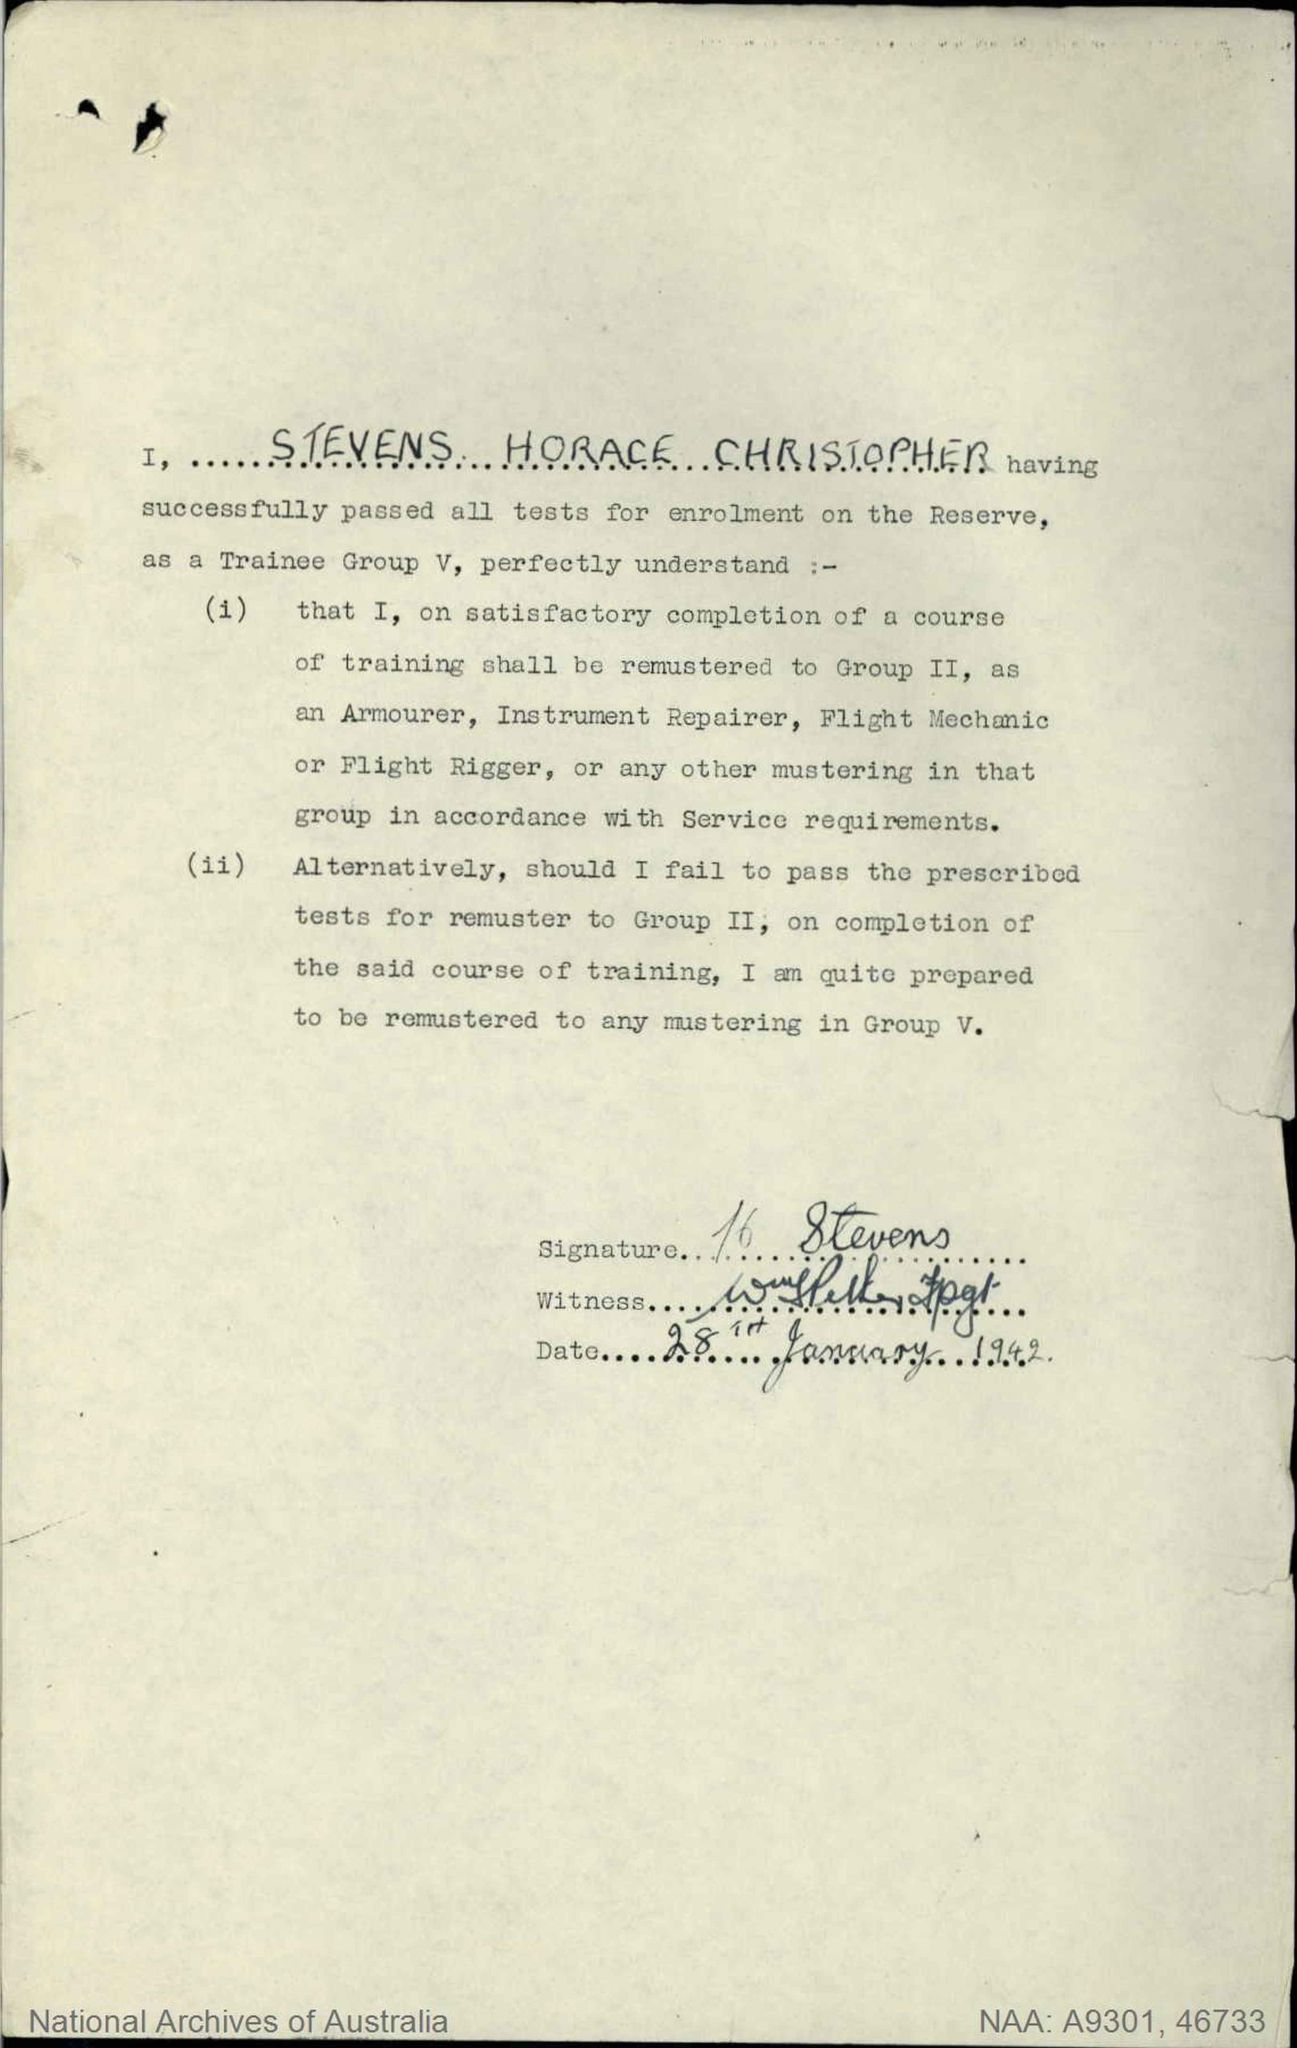 I, ......STEVENS. HORACE CHRISTOPHER having
successfully passed all tests for enrolment on the Reserve,
as a Trainee Group V, perfectly understand :-
(i) that I, on satisfactory completion of a course
of training shall be remustered to Group II, as
an Armourer, Instrument Repairer, Flight Mechanic
or Flight Rigger, or any other mustering in that
group in accordance with Service requirements.
(ii) Alternatively, should I fail to pass the prescribed
tests for remuster to Group II, on completion of
the said course of training, I am quite prepared
to be remustered to any mustering in Group V.
Signature.. H Stevens
Witness....
Date.... 28TH January 1942.
National Archives of Australia
NAA: A9301, 46733